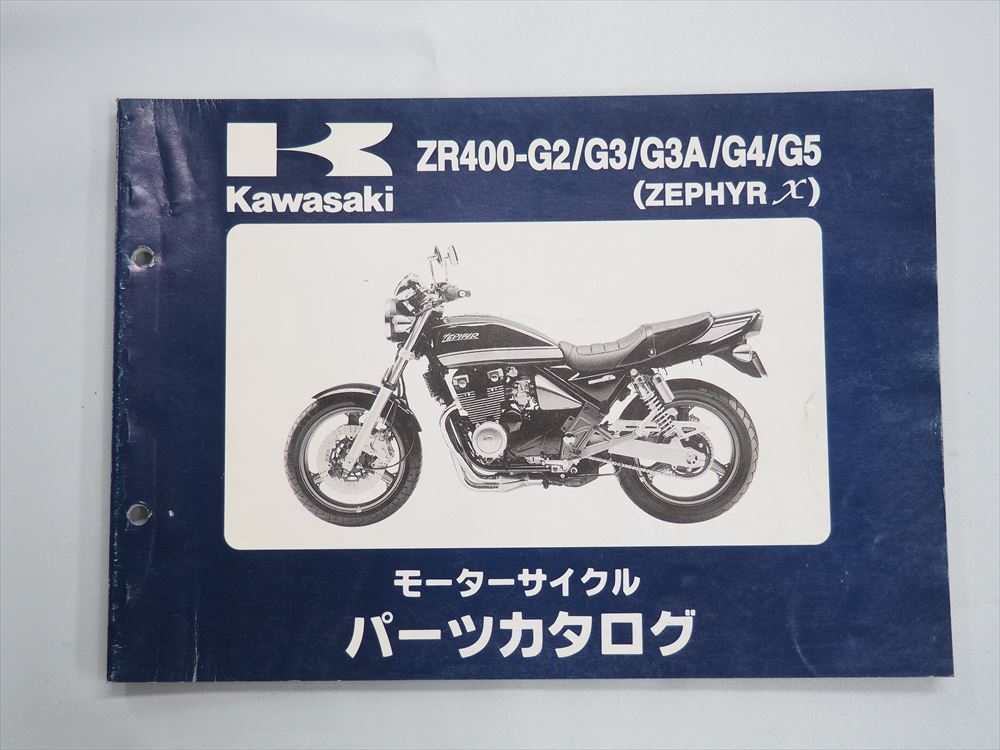 Kawasaki
ZR400-G2/G3/G3A/G4/G5
(ZEPHYR χ)
ZEPHYR
モーターサイクル
パーツカタログ